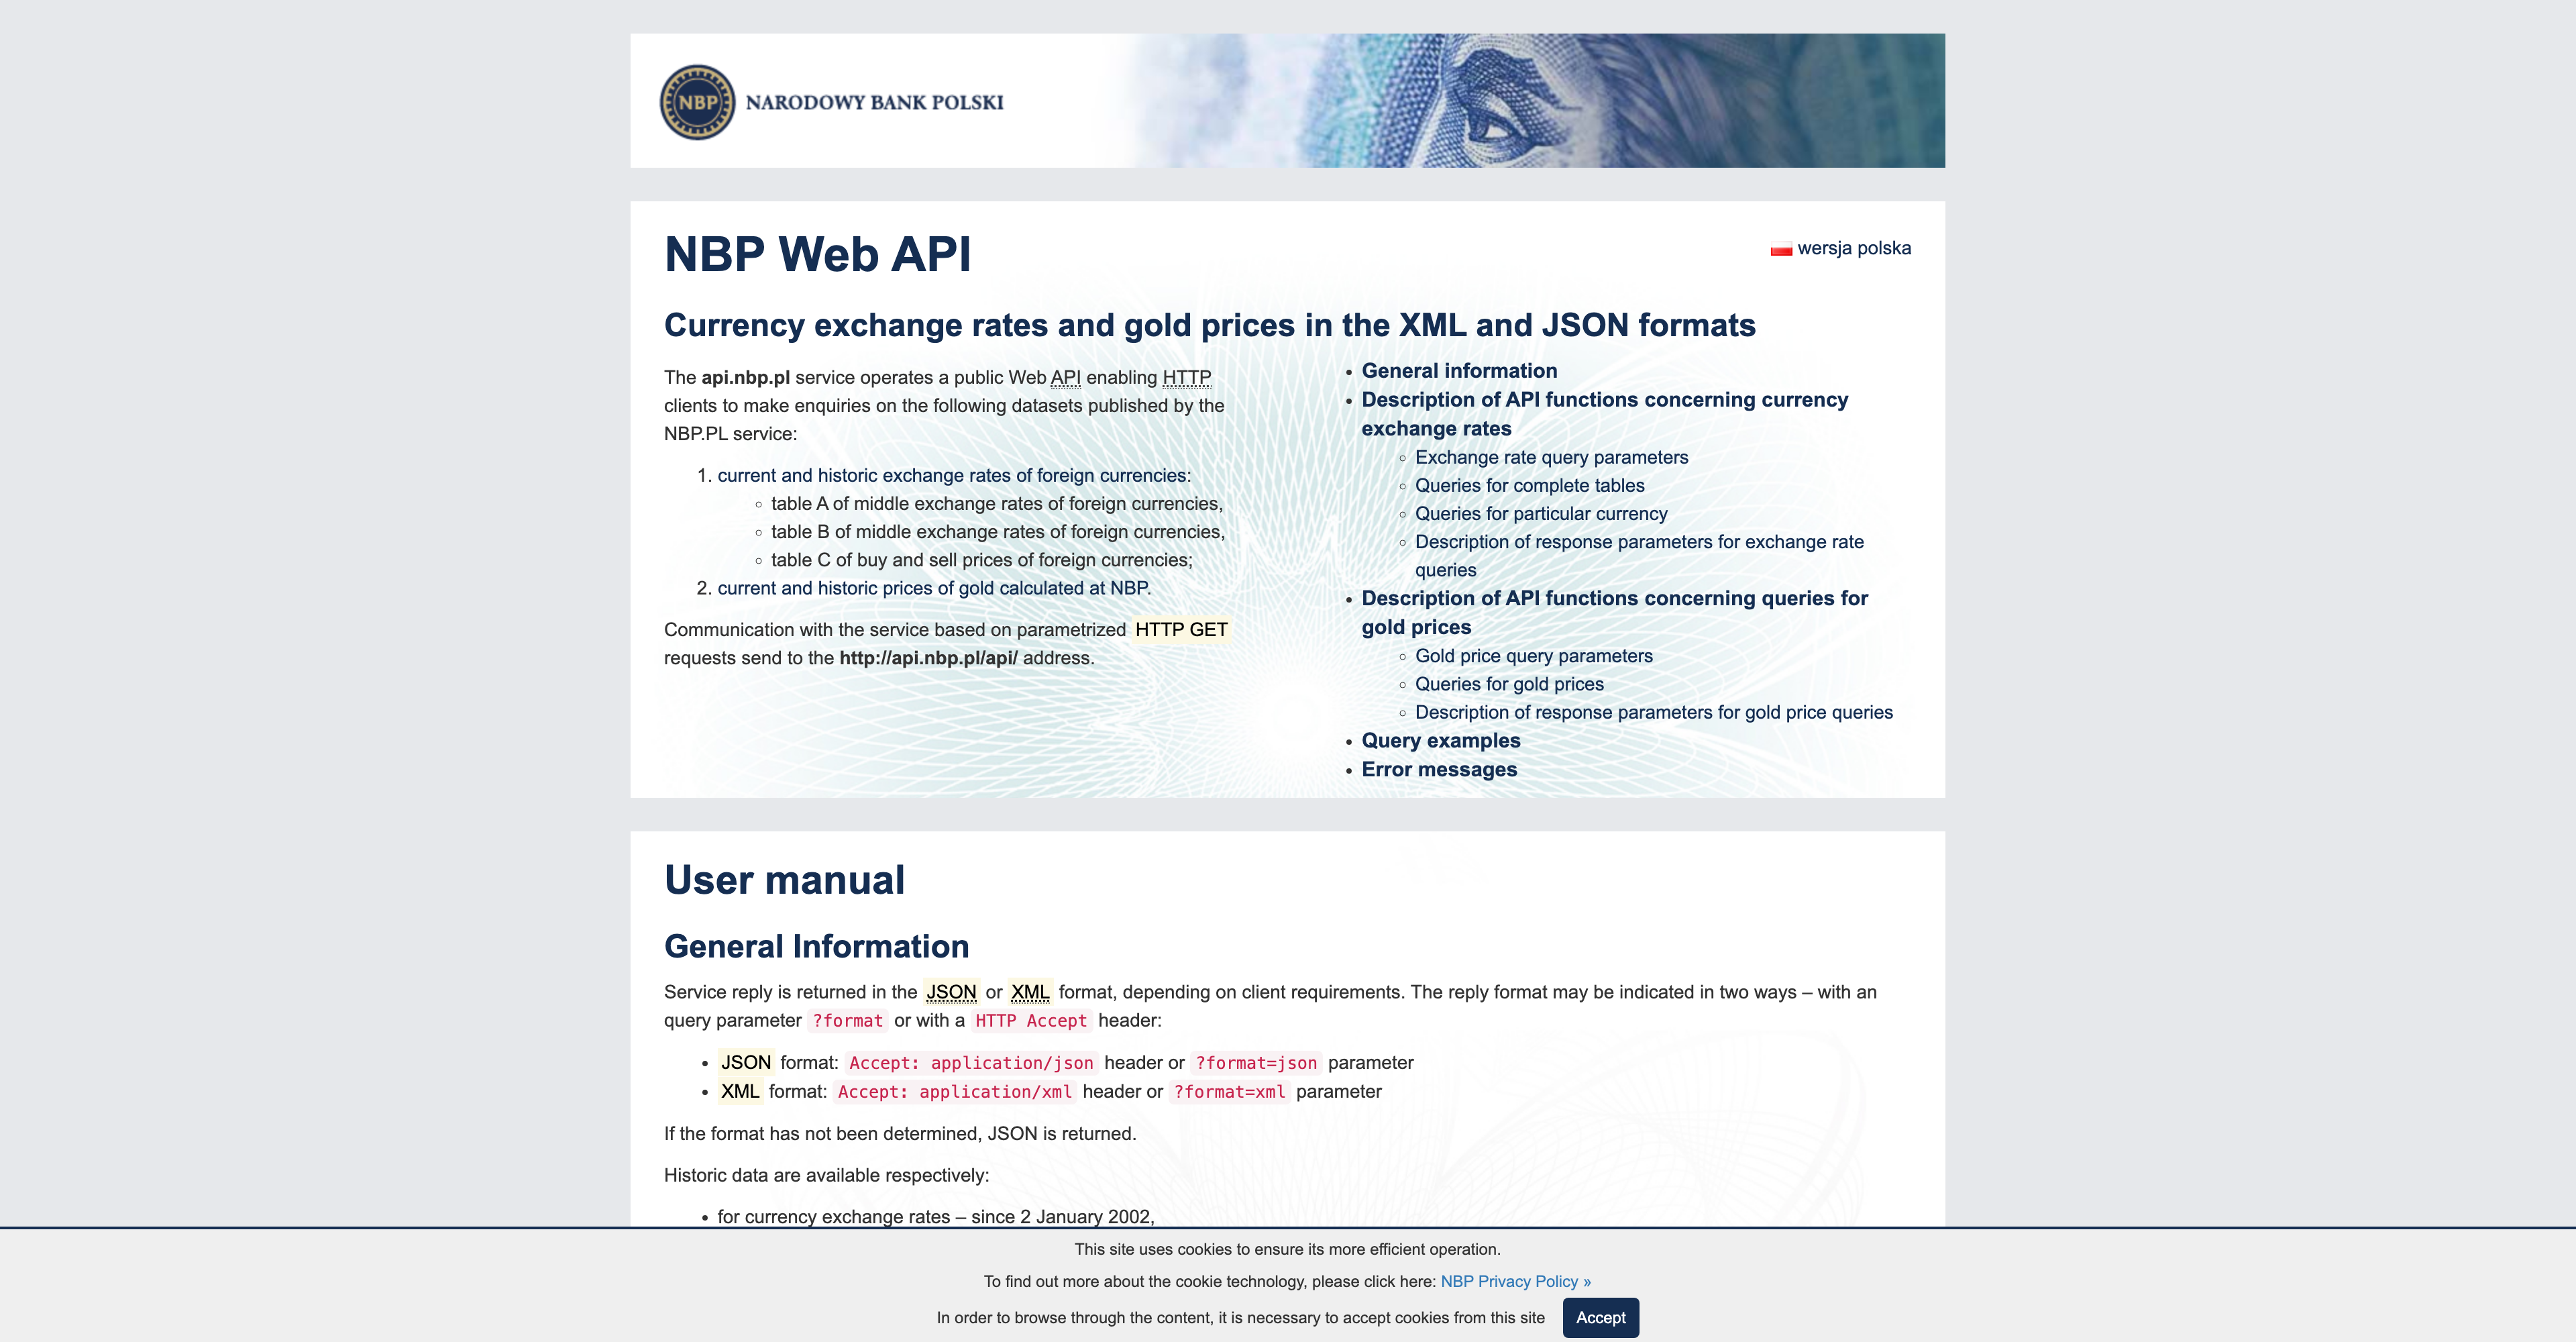 NBP NARODOWY BANK POLSKI
NBP Web API
wersja polska
Currency exchange rates and gold prices in the XML and JSON formats
The api.nbp.pl service operates a public Web API enabling HTTP
clients to make enquiries on the following datasets published by the
NBP.PL service:
1. current and historic exchange rates of foreign currencies:
◦ table A of middle exchange rates of foreign currencies,
◦ table B of middle exchange rates of foreign currencies,
◦ table C of buy and sell prices of foreign currencies;
2. current and historic prices of gold calculated at NBP.
Communication with the service based on parametrized HTTP GET
requests send to the http://api.nbp.pl/api/ address.
• General information
• Description of API functions concerning currency
exchange rates
◦ Exchange rate query parameters
◦ Queries for complete tables
◦ Queries for particular currency
◦ Description of response parameters for exchange rate
queries
• Description of API functions concerning queries for
gold prices
◦ Gold price query parameters
◦ Queries for gold prices
◦ Description of response parameters for gold price queries
• Query examples
• Error messages
User manual
General Information
Service reply is returned in the JSON or XML format, depending on client requirements. The reply format may be indicated in two ways – with an
query parameter ?format or with a HTTP Accept header:
• JSON format: Accept: application/json header or ?format=json parameter
• XML format: Accept: application/xml header or ?format=xml parameter
If the format has not been determined, JSON is returned.
Historic data are available respectively:
• for currency exchange rates – since 2 January 2002,
This site uses cookies to ensure its more efficient operation.
To find out more about the cookie technology, please click here: NBP Privacy Policy »
In order to browse through the content, it is necessary to accept cookies from this site Accept